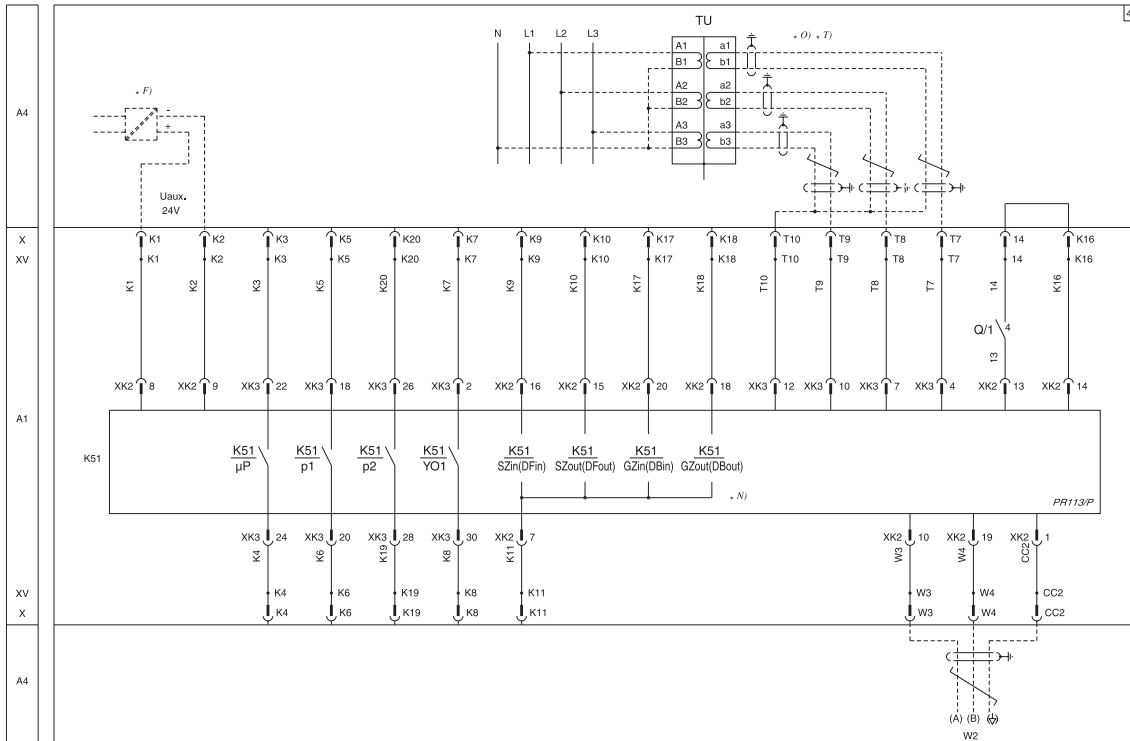 4
TU
N L1 L2 L3
* O) * T)
A1 a1
B1 b1
* F)
-
+
A2 a2
B2 b2
A4
A3 a3
B3 b3
Uaux.
24V
X K1 K2 K3 K5 K20 K7 K9 K10 K17 K18 T10 T9 T8 T7 14 K16
XV K1 K2 K3 K5 K20 K7 K9 K10 K17 K18 T10 T9 T8 T7 14 K16
K1 K2 K3 K5 K20 K7 K9 K10 K17 K18 T10 T9 T8 T7 14 K16
Q/1 4
13
XK2 8 XK2 9 XK3 22 XK3 18 XK3 26 XK3 2 XK2 16 XK2 15 XK2 20 XK2 18 XK3 12 XK3 10 XK3 7 XK3 4 XK2 13 XK2 14
A1
K51
K51 K51 K51 K51 K51 K51 K51 K51
µP p1 p2 YO1 SZin(DFin) SZout(DFout) GZin(DBin) GZout(DBout)
* N)
PR113/P
XK3 24 XK3 20 XK3 28 XK3 30 XK2 7 XK2 10 XK2 19 XK2 1
K4 K6 K19 K8 K11 W3 W4 CC2
XV K4 K6 K19 K8 K11 W3 W4 CC2
X K4 K6 K19 K8 K11 W3 W4 CC2
A4
(A) (B)
W2